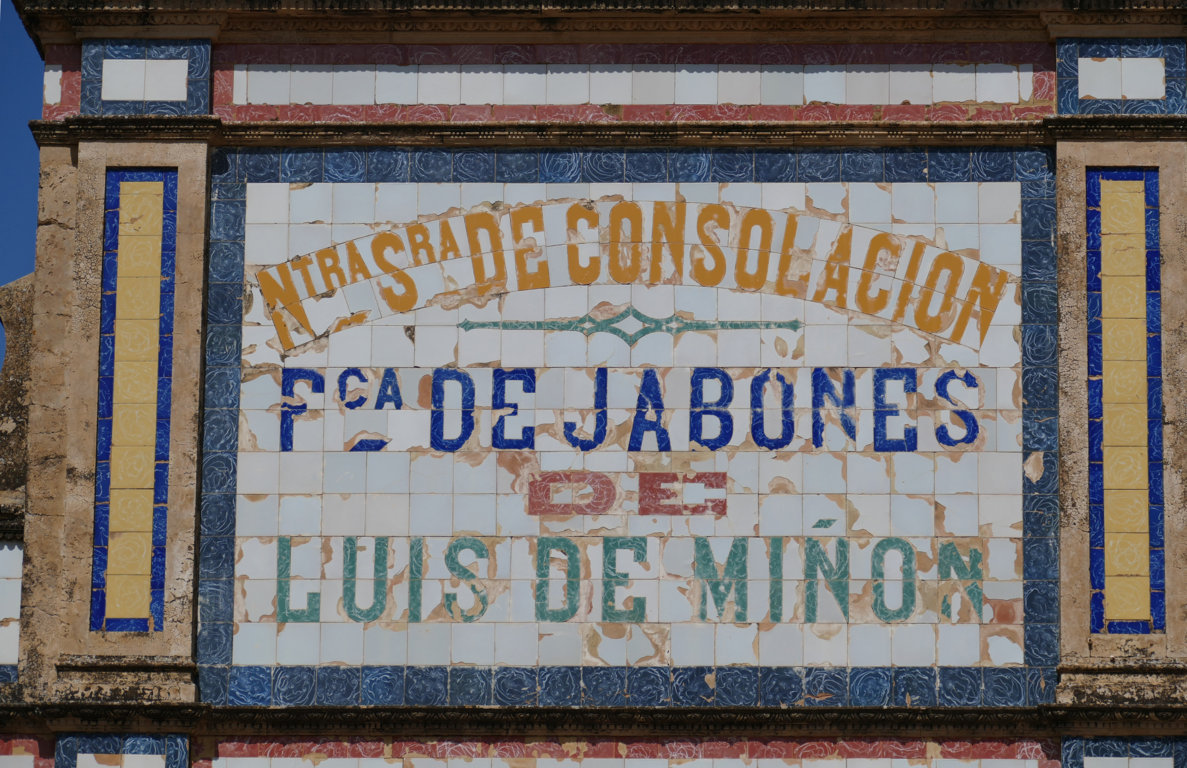 NTRA SRA DE CONSOLACION
FCA DE JABONES
DE
LUIS DE MIÑON